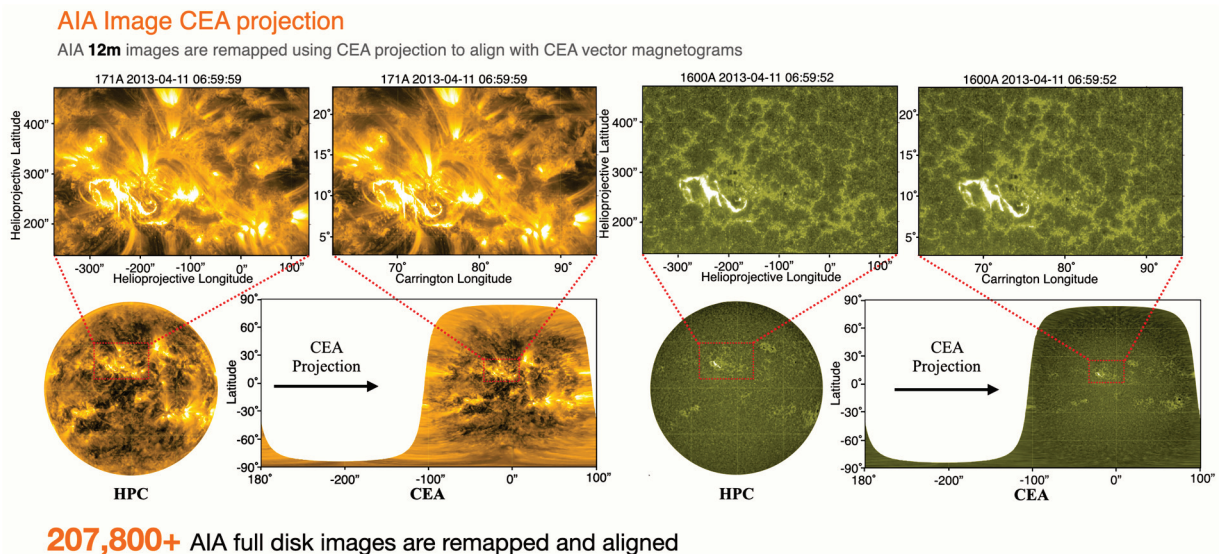 AIA Image CEA projection
AIA 12m images are remapped using CEA projection to align with CEA vector magnetograms
171A 2013-04-11 06:59:59
171A 2013-04-11 06:59:59
1600A 2013-04-11 06:59:52
1600A 2013-04-11 06:59:52
Helioprojective Latitude
400"
300"
200"
20°
15°
10°
5°
Helioprojective Latitude
400"
300"
200"
20°
15°
10°
5°
-300" -200" -100" 0" 100"
Helioprojective Longitude
70° 80° 90°
Carrington Longitude
-300" -200" -100" 0" 100"
Helioprojective Longitude
70° 80° 90°
Carrington Longitude
Latitude
90°
60°
30°
0°
-30°
-60°
-90°
CEA
Projection
Latitude
90°
60°
30°
0°
-30°
-60°
-90°
CEA
Projection
180° -200" -100" 0" 100"
180° -200" -100" 0" 100"
HPC
CEA
HPC
CEA
207,800+ AIA full disk images are remapped and aligned